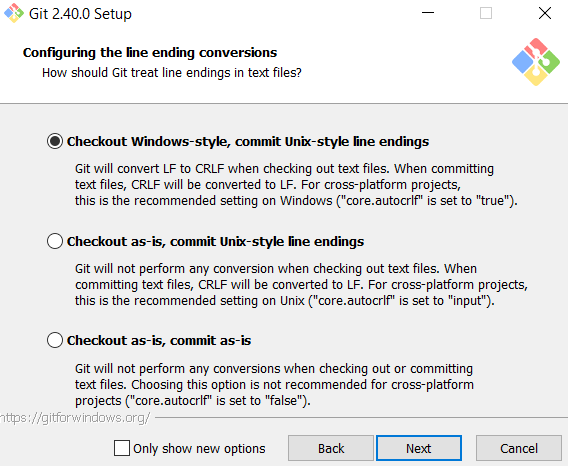 Git 2.40.0 Setup
Configuring the line ending conversions
How should Git treat line endings in text files?
Checkout Windows-style, commit Unix-style line endings
Git will convert LF to CRLF when checking out text files. When committing
text files, CRLF will be converted to LF. For cross-platform projects,
this is the recommended setting on Windows ("core.autocrlf" is set to "true").
Checkout as-is, commit Unix-style line endings
Git will not perform any conversion when checking out text files. When
committing text files, CRLF will be converted to LF. For cross-platform projects,
this is the recommended setting on Unix ("core.autocrlf" is set to "input").
Checkout as-is, commit as-is
Git will not perform any conversions when checking out or committing
text files. Choosing this option is not recommended for cross-platform
projects ("core.autocrlf" is set to "false").
https://gitforwindows.org/
Only show new options
Back
Next
Cancel